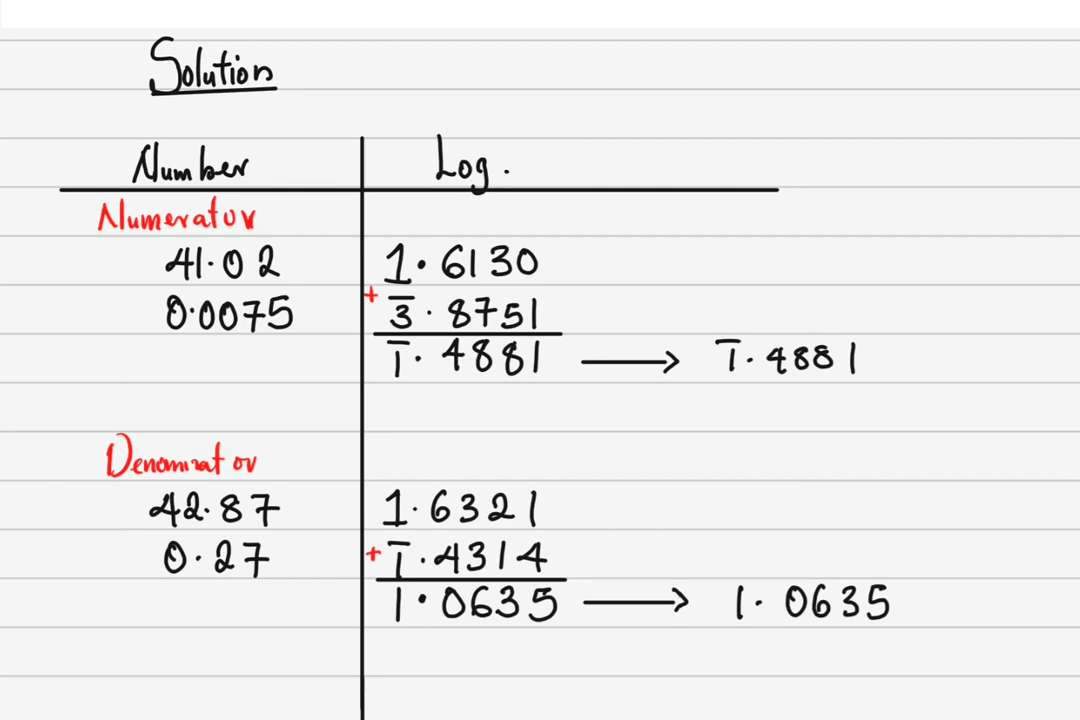 Solution
Number Log.
Numerator
41.02 1.6130
0.0075 + 3̅.8751
1̅.4881 → 1̅.4881
Denominator
42.87 1.6321
0.27 + 1̅.4314
1.0635 → 1.0635